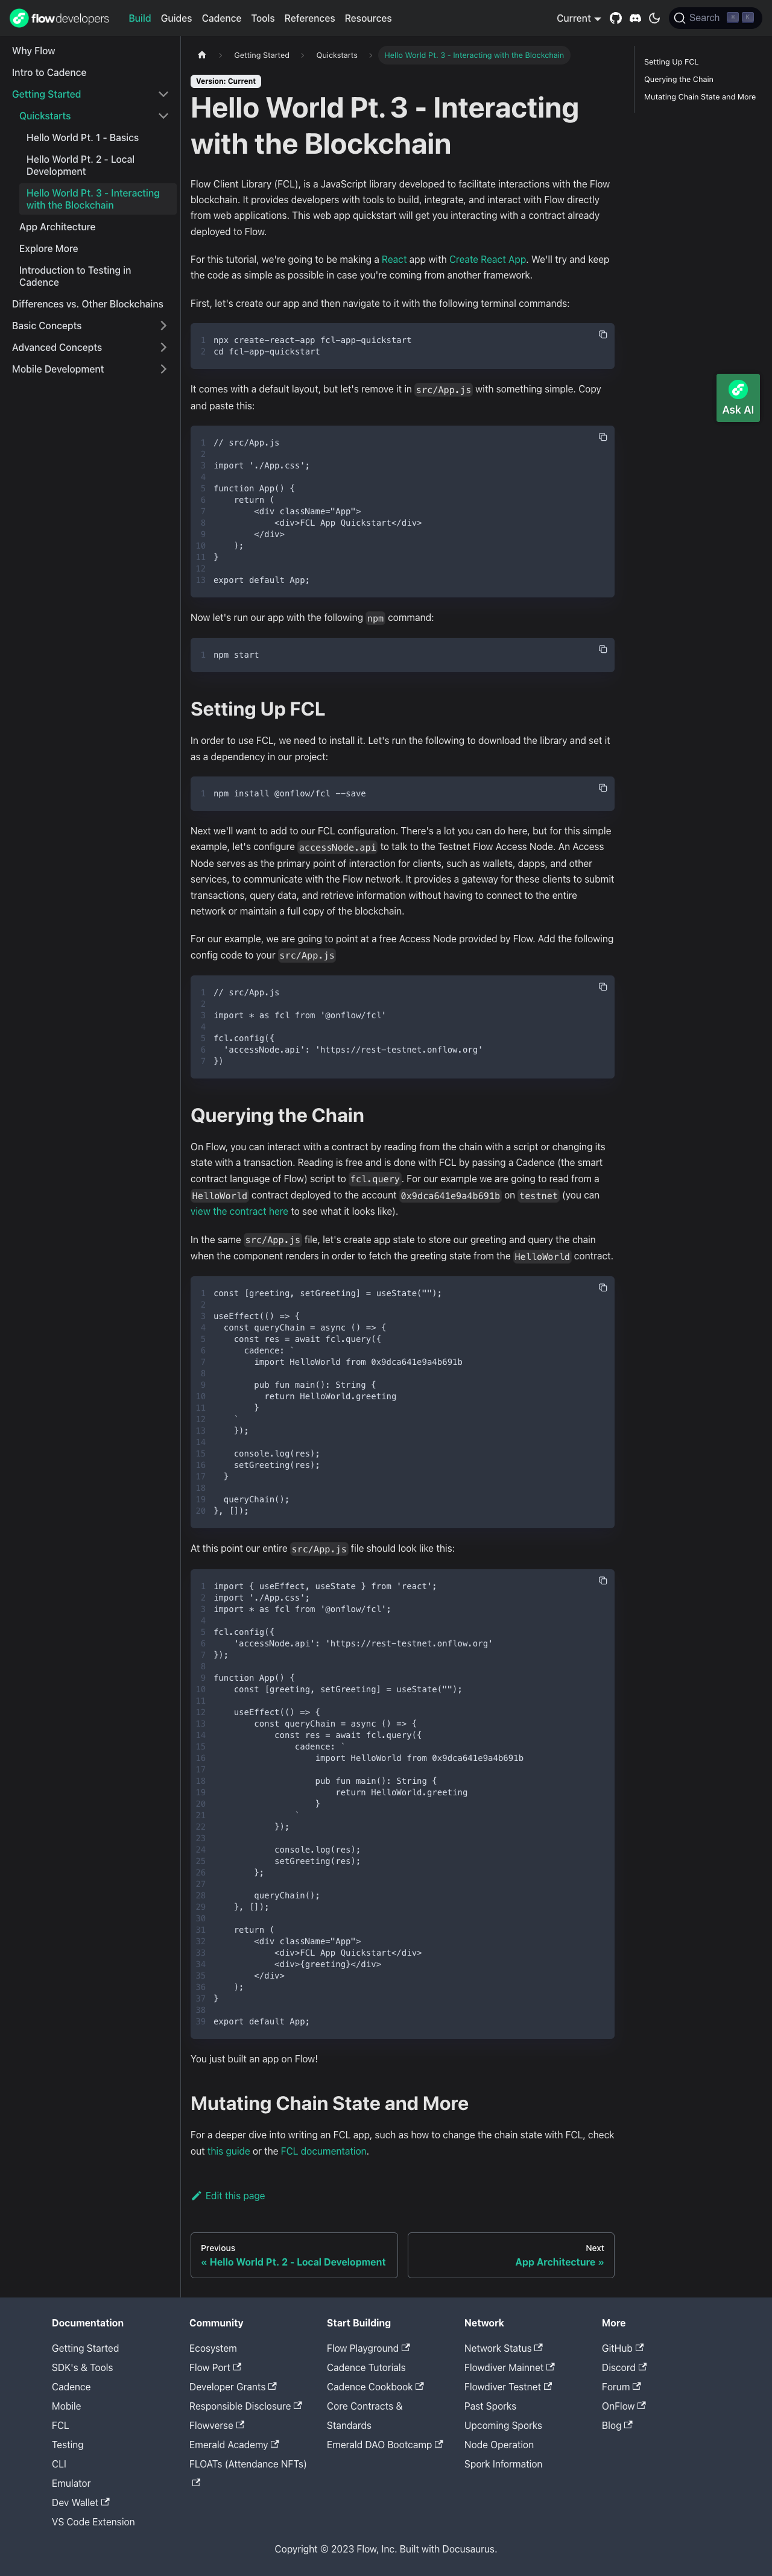 flow developers Build Guides Cadence Tools References Resources Current Search ⌘ K
Why Flow
Intro to Cadence
Getting Started
Quickstarts
Hello World Pt. 1 - Basics
Hello World Pt. 2 - Local
Development
Hello World Pt. 3 - Interacting
with the Blockchain
App Architecture
Explore More
Introduction to Testing in
Cadence
Differences vs. Other Blockchains
Basic Concepts
Advanced Concepts
Mobile Development
Getting Started Quickstarts Hello World Pt. 3 - Interacting with the Blockchain
Version: Current
Hello World Pt. 3 - Interacting
with the Blockchain
Flow Client Library (FCL), is a JavaScript library developed to facilitate interactions with the Flow
blockchain. It provides developers with tools to build, integrate, and interact with Flow directly
from web applications. This web app quickstart will get you interacting with a contract already
deployed to Flow.
For this tutorial, we're going to be making a React app with Create React App. We'll try and keep
the code as simple as possible in case you're coming from another framework.
First, let's create our app and then navigate to it with the following terminal commands:
1 npx create-react-app fcl-app-quickstart
2 cd fcl-app-quickstart
It comes with a default layout, but let's remove it in src/App.js with something simple. Copy
and paste this:
1 // src/App.js
2
3 import './App.css';
4
5 function App() {
6 return (
7 <div className="App">
8 <div>FCL App Quickstart</div>
9 </div>
10 );
11 }
12
13 export default App;
Now let's run our app with the following npm command:
1 npm start
Setting Up FCL
In order to use FCL, we need to install it. Let's run the following to download the library and set it
as a dependency in our project:
1 npm install @onflow/fcl --save
Next we'll want to add to our FCL configuration. There's a lot you can do here, but for this simple
example, let's configure accessNode.api to talk to the Testnet Flow Access Node. An Access
Node serves as the primary point of interaction for clients, such as wallets, dapps, and other
services, to communicate with the Flow network. It provides a gateway for these clients to submit
transactions, query data, and retrieve information without having to connect to the entire
network or maintain a full copy of the blockchain.
For our example, we are going to point at a free Access Node provided by Flow. Add the following
config code to your src/App.js
1 // src/App.js
2
3 import * as fcl from '@onflow/fcl'
4
5 fcl.config({
6 'accessNode.api': 'https://rest-testnet.onflow.org'
7 })
Querying the Chain
On Flow, you can interact with a contract by reading from the chain with a script or changing its
state with a transaction. Reading is free and is done with FCL by passing a Cadence (the smart
contract language of Flow) script to fcl.query. For our example we are going to read from a
HelloWorld contract deployed to the account 0x9dca641e9a4b691b on testnet (you can
view the contract here to see what it looks like).
In the same src/App.js file, let's create app state to store our greeting and query the chain
when the component renders in order to fetch the greeting state from the HelloWorld contract.
1 const [greeting, setGreeting] = useState("");
2
3 useEffect(() => {
4 const queryChain = async () => {
5 const res = await fcl.query({
6 cadence: `
7 import HelloWorld from 0x9dca641e9a4b691b
8
9 pub fun main(): String {
10 return HelloWorld.greeting
11 }
12 `
13 });
14
15 console.log(res);
16 setGreeting(res);
17 }
18
19 queryChain();
20 }, []);
At this point our entire src/App.js file should look like this:
1 import { useEffect, useState } from 'react';
2 import './App.css';
3 import * as fcl from '@onflow/fcl';
4
5 fcl.config({
6 'accessNode.api': 'https://rest-testnet.onflow.org'
7 });
8
9 function App() {
10 const [greeting, setGreeting] = useState("");
11
12 useEffect(() => {
13 const queryChain = async () => {
14 const res = await fcl.query({
15 cadence: `
16 import HelloWorld from 0x9dca641e9a4b691b
17
18 pub fun main(): String {
19 return HelloWorld.greeting
20 }
21 `
22 });
23
24 console.log(res);
25 setGreeting(res);
26 };
27
28 queryChain();
29 }, []);
30
31 return (
32 <div className="App">
33 <div>FCL App Quickstart</div>
34 <div>{greeting}</div>
35 </div>
36 );
37 }
38
39 export default App;
You just built an app on Flow!
Mutating Chain State and More
For a deeper dive into writing an FCL app, such as how to change the chain state with FCL, check
out this guide or the FCL documentation.
Edit this page
Previous
« Hello World Pt. 2 - Local Development
Next
App Architecture »
Setting Up FCL
Querying the Chain
Mutating Chain State and More
Ask AI
Documentation
Getting Started
SDK's & Tools
Cadence
Mobile
FCL
Testing
CLI
Emulator
Dev Wallet
VS Code Extension
Community
Ecosystem
Flow Port
Developer Grants
Responsible Disclosure
Flowverse
Emerald Academy
FLOATs (Attendance NFTs)
Start Building
Flow Playground
Cadence Tutorials
Cadence Cookbook
Core Contracts &
Standards
Emerald DAO Bootcamp
Network
Network Status
Flowdiver Mainnet
Flowdiver Testnet
Past Sporks
Upcoming Sporks
Node Operation
Spork Information
More
GitHub
Discord
Forum
OnFlow
Blog
Copyright © 2023 Flow, Inc. Built with Docusaurus.